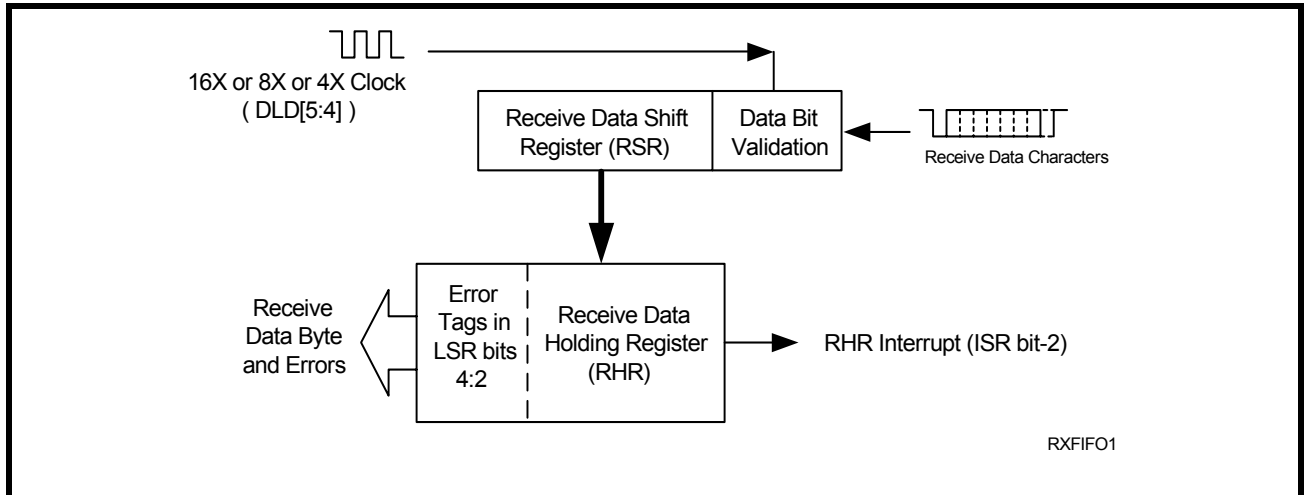 16X or 8X or 4X Clock
( DLD[5:4] )
Receive Data Shift
Register (RSR)
Data Bit
Validation
Receive Data Characters
Receive
Data Byte
and Errors
Error
Tags in
LSR bits
4:2
Receive Data
Holding Register
(RHR)
RHR Interrupt (ISR bit-2)
RXFIFO1